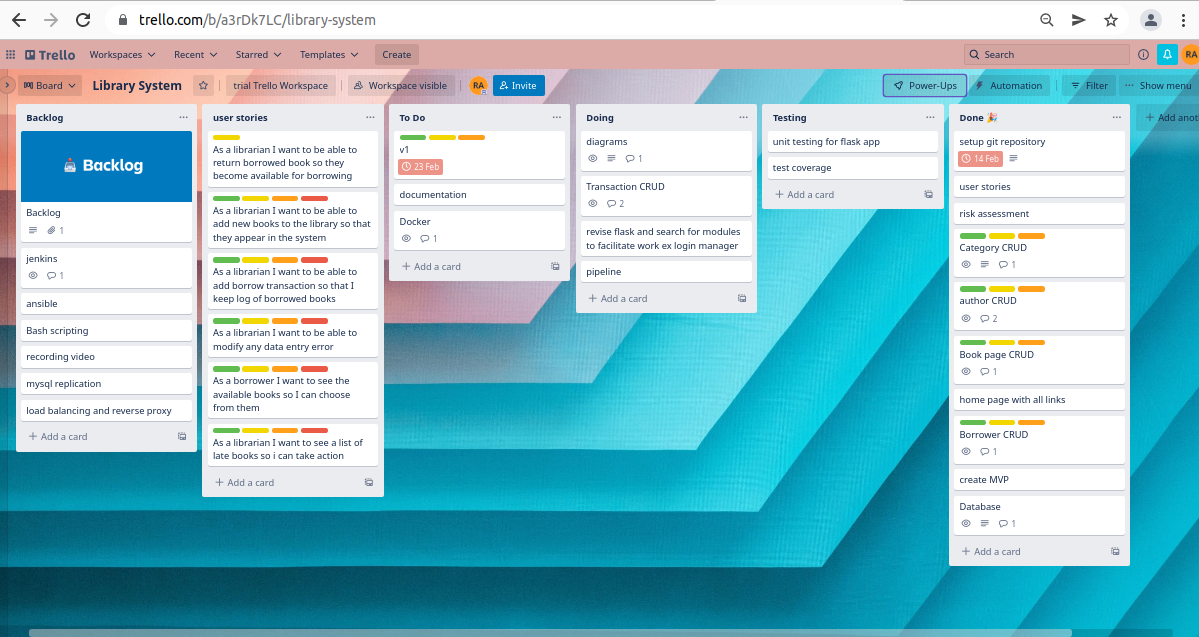 trello.com/b/a3rDk7LC/library-system
Trello Workspaces Recent Starred Templates Create Search RA
Board Library System trial Trello Workspace Workspace visible RA Invite Power-Ups Automation Filter Show menu
Backlog
Backlog
Backlog
1
jenkins
1
ansible
Bash scripting
recording video
mysql replication
load balancing and reverse proxy
+ Add a card
user stories
As a librarian I want to be able to
return borrowed book so they
become available for borrowing
As a librarian I want to be able to
add new books to the library so that
they appear in the system
As a librarian I want to be able to
add borrow transaction so that I
keep log of borrowed books
As a librarian I want to be able to
modify any data entry error
As a borrower I want to see the
available books so I can choose
from them
As a librarian I want to see a list of
late books so i can take action
+ Add a card
To Do
v1
23 Feb
documentation
Docker
1
+ Add a card
Doing
diagrams
1
Transaction CRUD
2
revise flask and search for modules
to facilitate work ex login manager
pipeline
+ Add a card
Testing
unit testing for flask app
test coverage
+ Add a card
Done 🎉
setup git repository
14 Feb
user stories
risk assessment
Category CRUD
1
author CRUD
2
Book page CRUD
1
home page with all links
Borrower CRUD
1
create MVP
Database
1
+ Add a card
+ Add anot